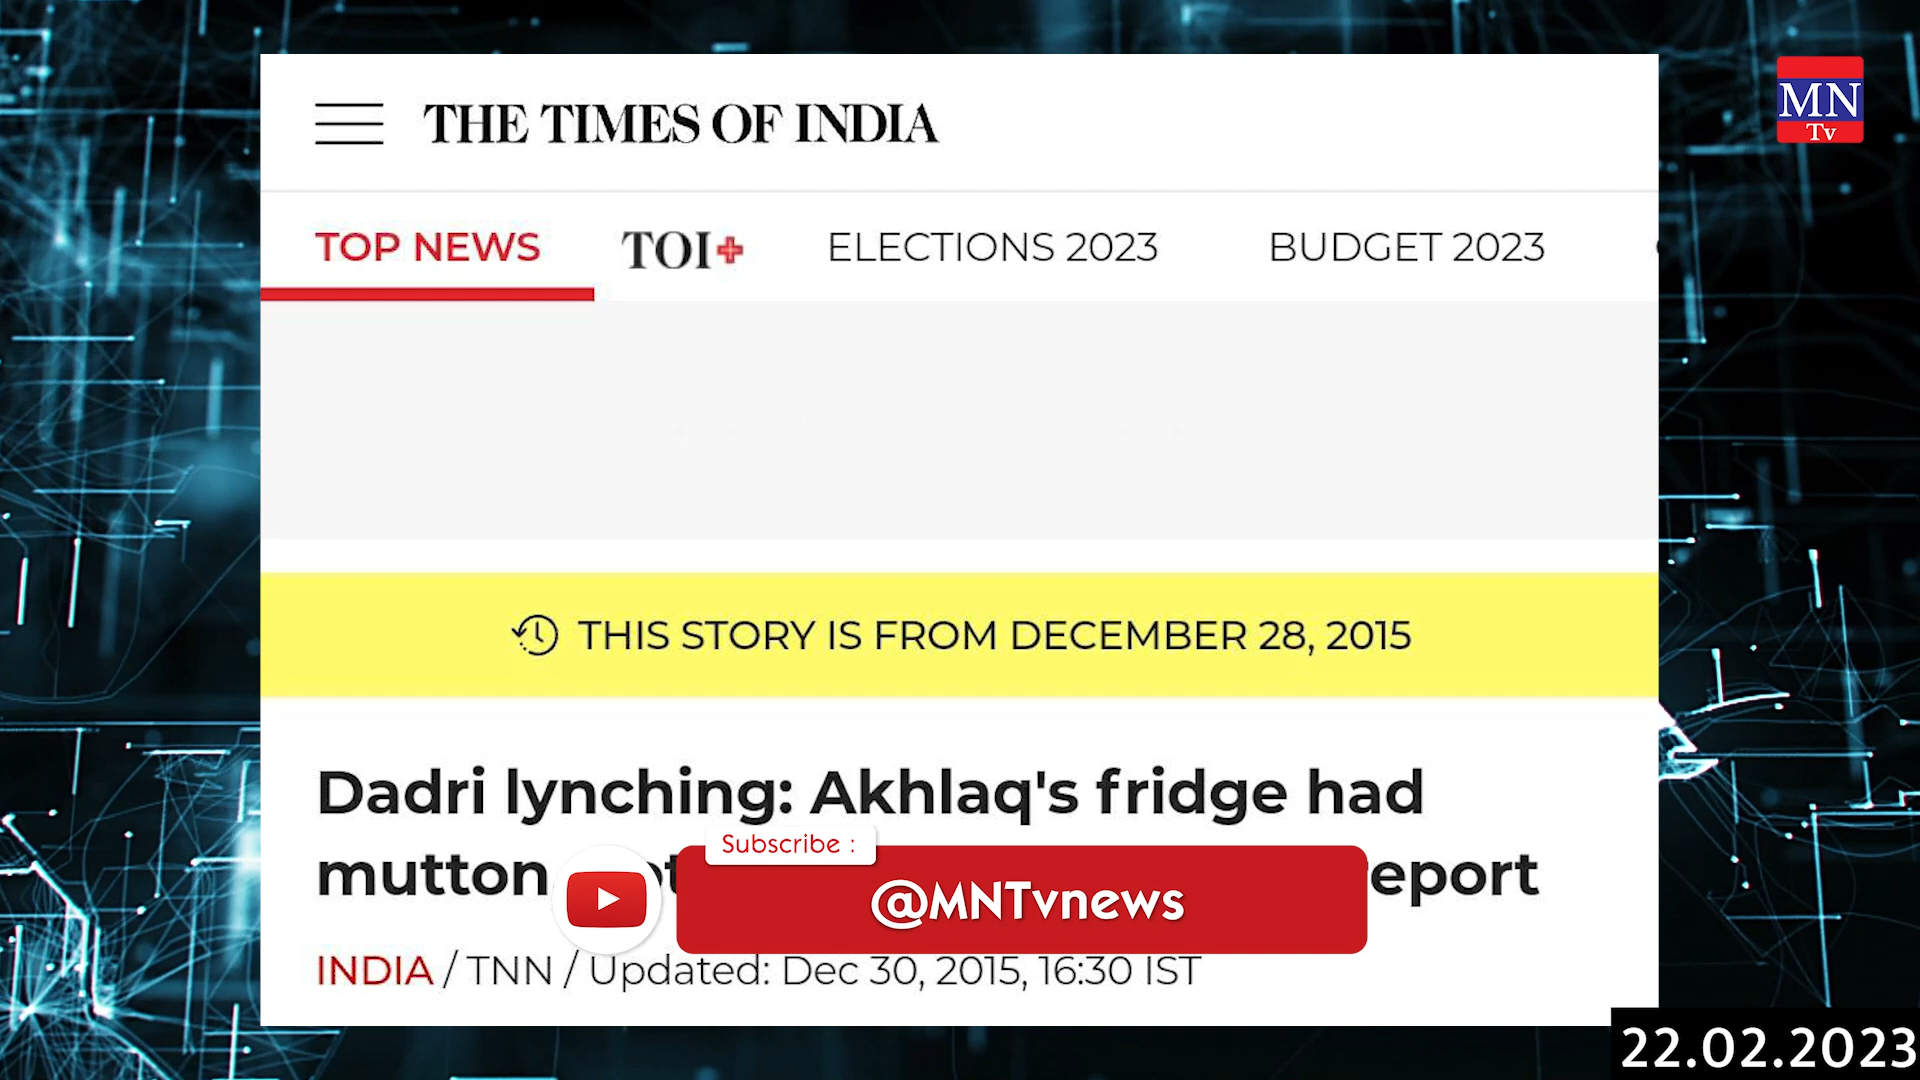 THE TIMES OF INDIA
MN
Tv
TOP NEWS TOI+ ELECTIONS 2023 BUDGET 2023
THIS STORY IS FROM DECEMBER 28, 2015
Dadri lynching: Akhlaq's fridge had
mutton
Subscribe :
@MNTvnews
INDIA / TNN / Updated: Dec 30, 2015, 16:30 IST
22.02.2023